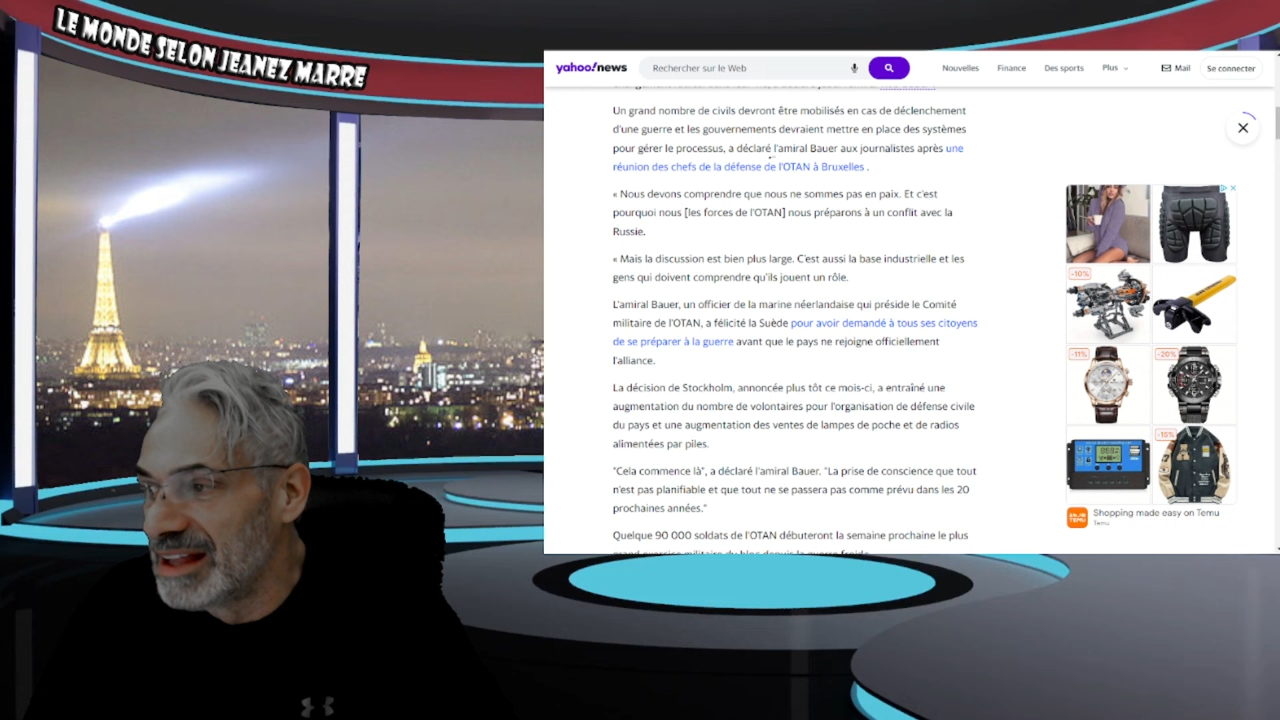 LE MONDE SELON JEANEZ MARRE
yahoo!news
Rechercher sur le Web
Nouvelles
Finance
Des sports
Plus
Mail
Se connecter
Un grand nombre de civils devront être mobilisés en cas de déclenchement
d'une guerre et les gouvernements devraient mettre en place des systèmes
pour gérer le processus, a déclaré l'amiral Bauer aux journalistes après une
réunion des chefs de la défense de l'OTAN à Bruxelles .
« Nous devons comprendre que nous ne sommes pas en paix. Et c'est
pourquoi nous [les forces de l'OTAN] nous préparons à un conflit avec la
Russie.
« Mais la discussion est bien plus large. C'est aussi la base industrielle et les
gens qui doivent comprendre qu'ils jouent un rôle.
L'amiral Bauer, un officier de la marine néerlandaise qui préside le Comité
militaire de l'OTAN, a félicité la Suède pour avoir demandé à tous ses citoyens
de se préparer à la guerre avant que le pays ne rejoigne officiellement
l'alliance.
La décision de Stockholm, annoncée plus tôt ce mois-ci, a entraîné une
augmentation du nombre de volontaires pour l'organisation de défense civile
du pays et une augmentation des ventes de lampes de poche et de radios
alimentées par piles.
"Cela commence là", a déclaré l'amiral Bauer. "La prise de conscience que tout
n'est pas planifiable et que tout ne se passera pas comme prévu dans les 20
prochaines années."
Quelque 90 000 soldats de l'OTAN débuteront la semaine prochaine le plus
-10%
-11%
-20%
-15%
TEMU
Shopping made easy on Temu
Temu